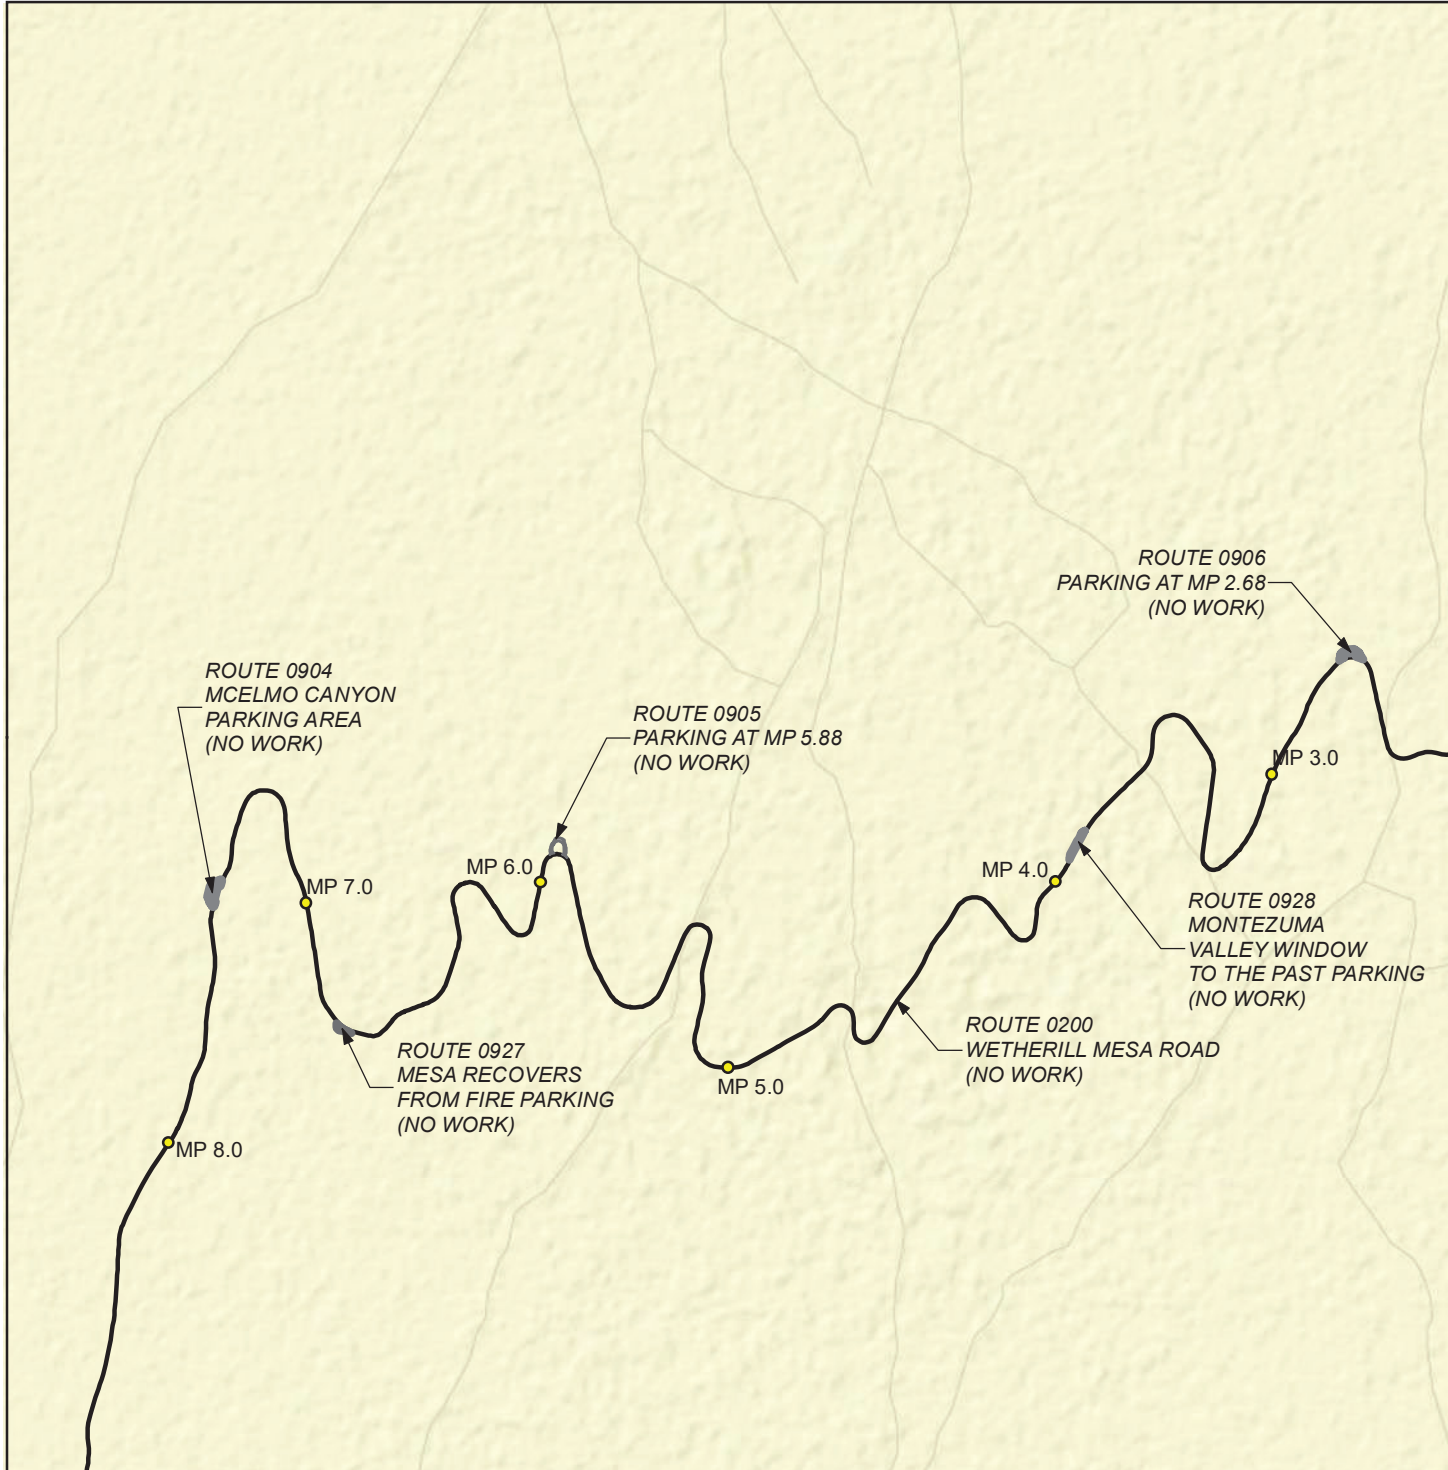 ROUTE 0906
PARKING AT MP 2.68
(NO WORK)
ROUTE 0904
MCELMO CANYON
PARKING AREA
(NO WORK)
ROUTE 0905
PARKING AT MP 5.88
(NO WORK)
MP 3.0
MP 6.0
MP 4.0
MP 7.0
ROUTE 0928
MONTEZUMA
VALLEY WINDOW
TO THE PAST PARKING
(NO WORK)
ROUTE 0200
WETHERILL MESA ROAD
(NO WORK)
ROUTE 0927
MESA RECOVERS
FROM FIRE PARKING
(NO WORK)
MP 5.0
MP 8.0